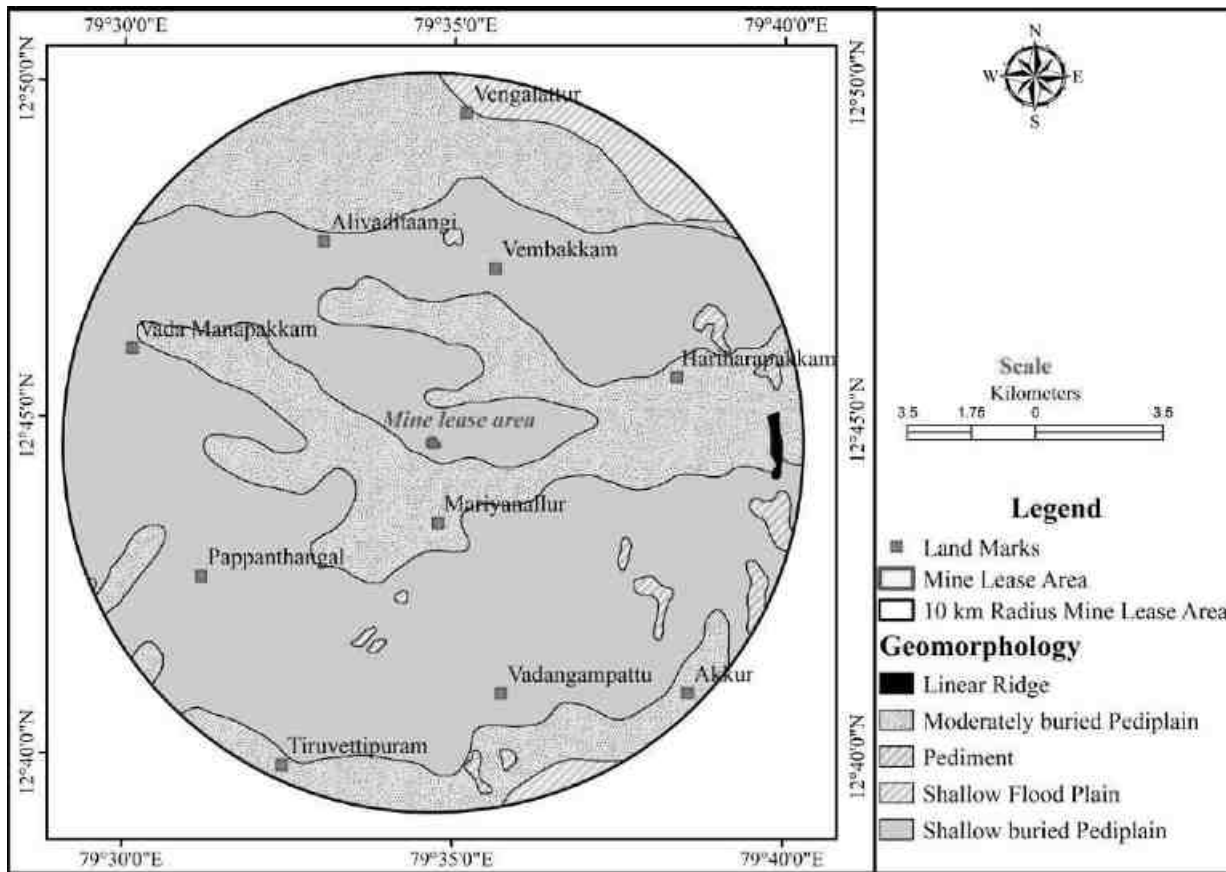 79°30'0"E 79°35'0"E 79°40'0"E
12°50'0"N
12°50'0"N
Vengalattur
Alivaditaangi
Vembakkam
Vada Manapakkam
Hartharapakkam
12°45'0"N
12°45'0"N
Mine lease area
Mariyanallur
Pappanthangal
Vadangampattu
Akkur
Tiruvettipuram
12°40'0"N
12°40'0"N
79°30'0"E 79°35'0"E 79°40'0"E
N
W E
S
Scale
Kilometers
3.5 1.75 0 3.5
Legend
Land Marks
Mine Lease Area
10 km Radius Mine Lease Area
Geomorphology
Linear Ridge
Moderately buried Pediplain
Pediment
Shallow Flood Plain
Shallow buried Pediplain